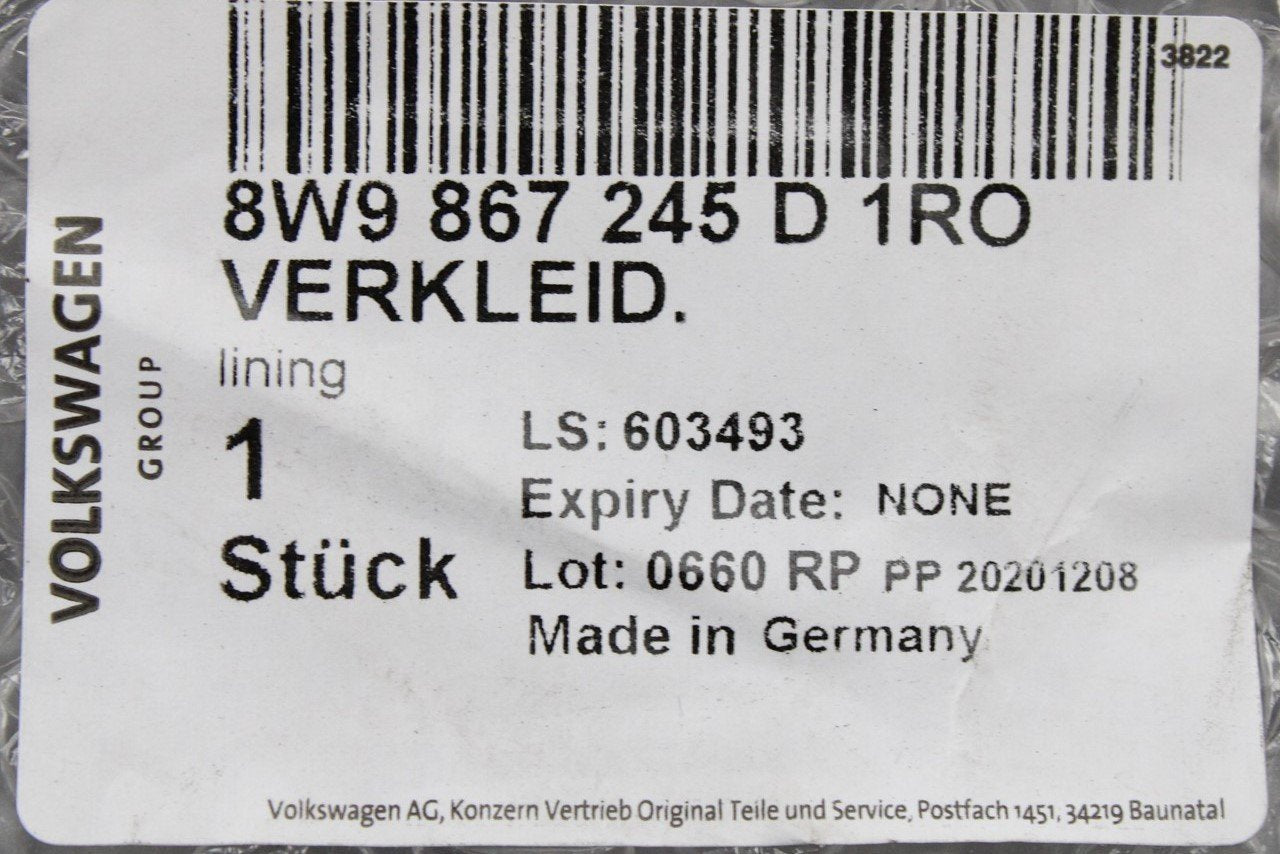 3822
8W9 867 245 D 1RO
VERKLEID.
lining
1
Stück
LS: 603493
Expiry Date: NONE
Lot: 0660 RP PP 20201208
Made in Germany
VOLKSWAGEN
GROUP
Volkswagen AG, Konzern Vertrieb Original Teile und Service, Postfach 1451, 34219 Baunatal